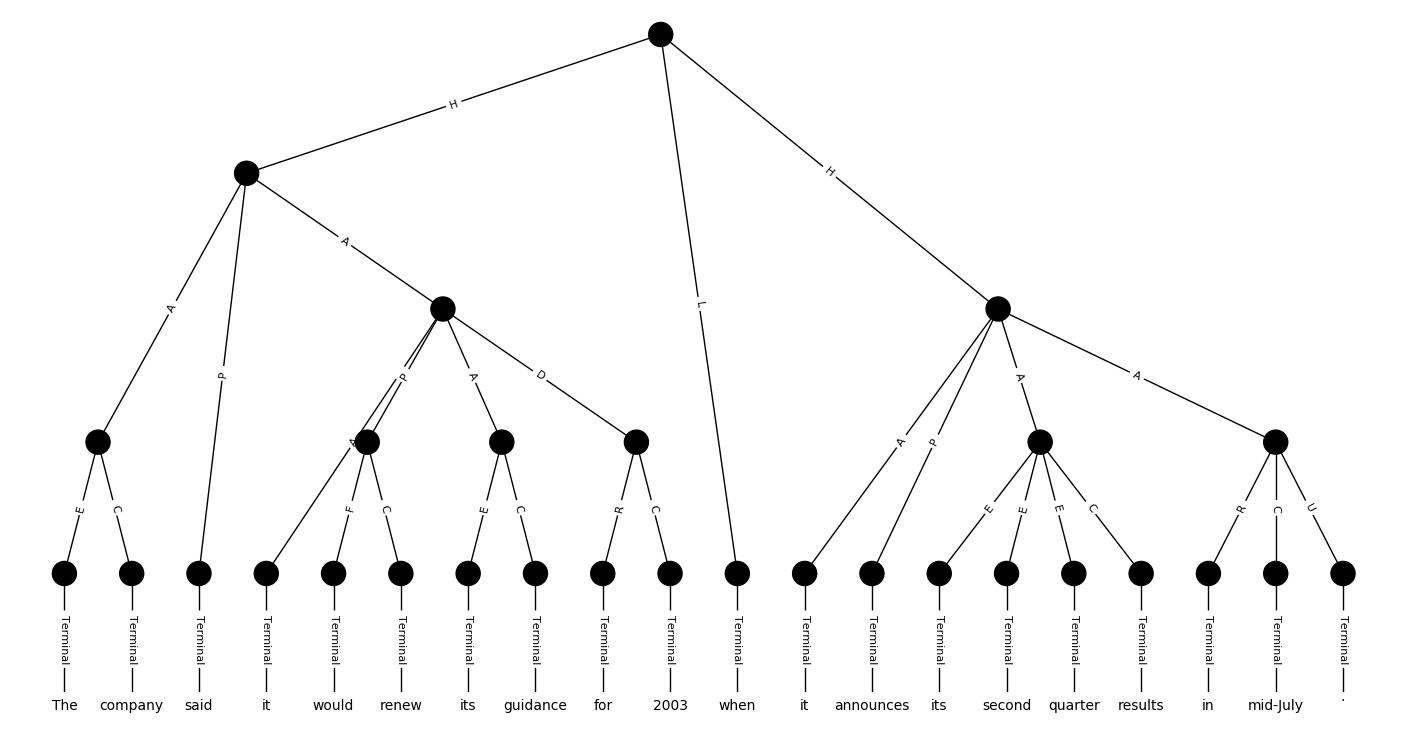 H
H
A
L
A
P
P
A
D
A
A
A
A
P
E
C
F
C
E
C
R
C
E
E
E
C
R
C
U
Terminal Terminal Terminal Terminal Terminal Terminal Terminal Terminal Terminal Terminal Terminal Terminal Terminal Terminal Terminal Terminal Terminal Terminal Terminal Terminal
The company said it would renew its guidance for 2003 when it announces its second quarter results in mid-July .